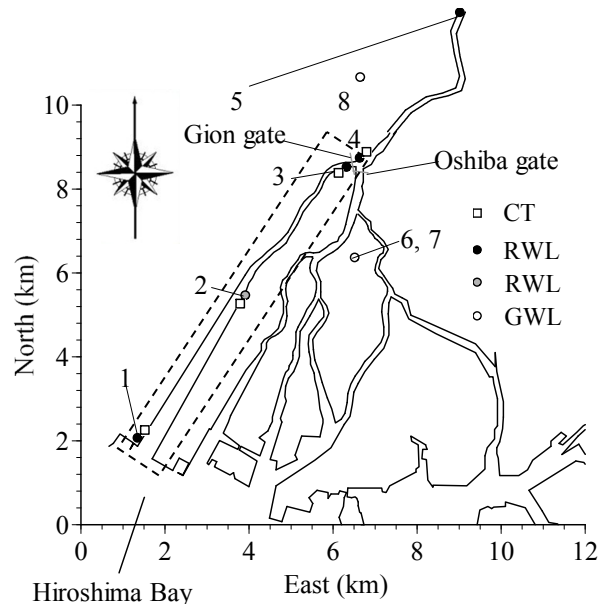 5
8
10
Gion gate
4
Oshiba gate
3
8
CT
6, 7
RWL
6
2
RWL
GWL
North (km)
4
1
2
0
0
2
4
6
8
10
12
Hiroshima Bay
East (km)